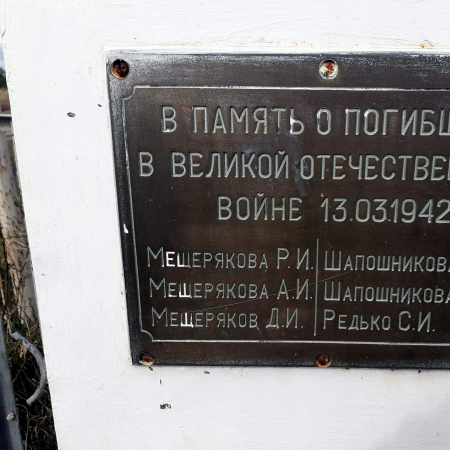 В ПАМЯТЬ О ПОГИБШ
В ВЕЛИКОЙ ОТЕЧЕСТВЕ
ВОЙНЕ 13.03.1942
МЕЩЕРЯКОВА Р.И. ШАПОШНИКОВА
МЕЩЕРЯКОВА А.И. ШАПОШНИКОВА
МЕЩЕРЯКОВ Д.И. РЕДЬКО С.И.